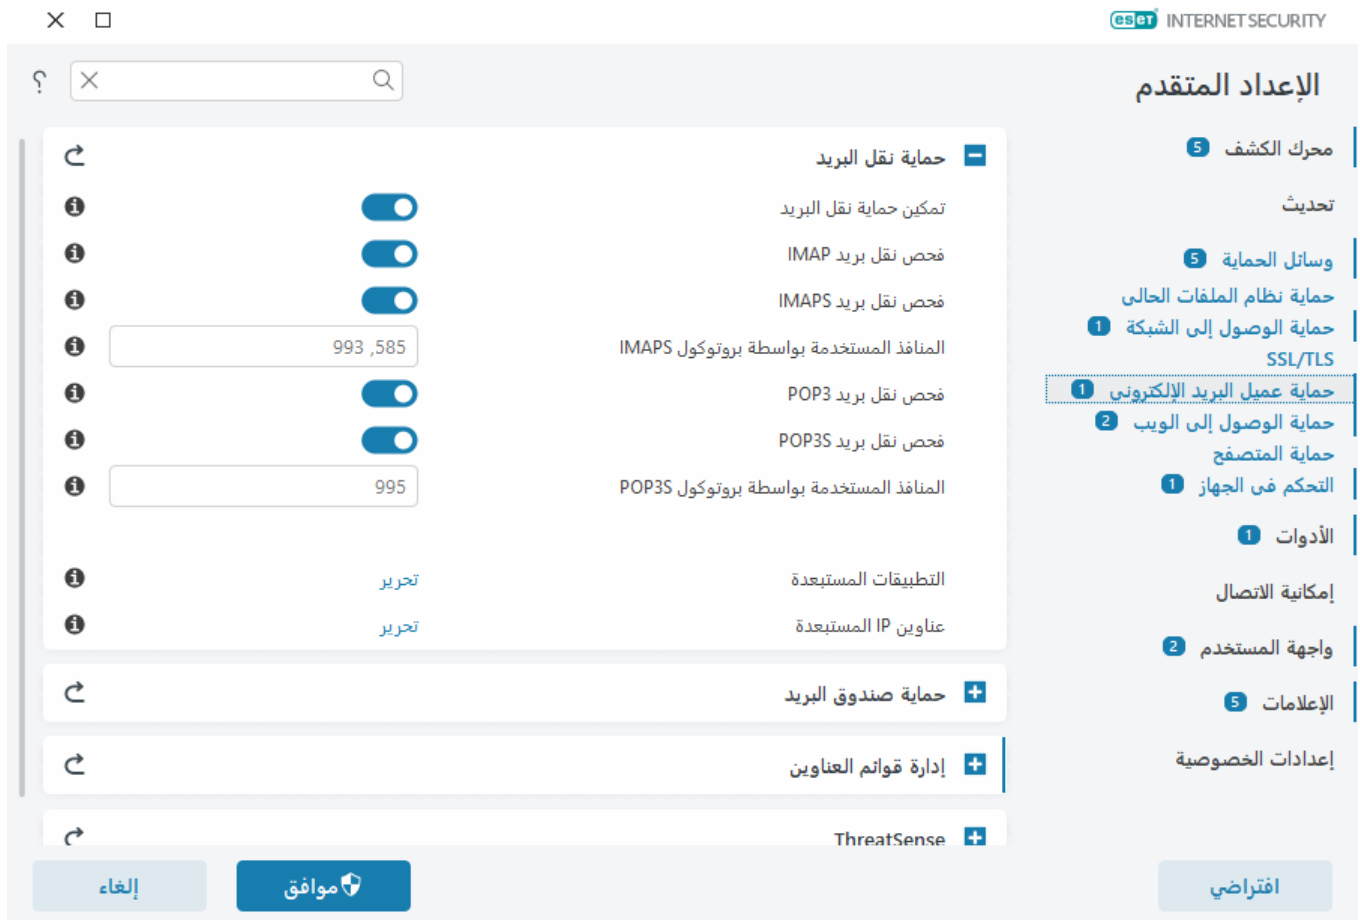 eset INTERNET SECURITY
الإعداد المتقدم
؟
محرك الكشف 5
تحديث
وسائل الحماية 5
حماية نظام الملفات الحالي
حماية الوصول إلى الشبكة 1
SSL/TLS
حماية عميل البريد الإلكتروني 1
حماية الوصول إلى الويب 2
حماية المتصفح
التحكم في الجهاز 1
الأدوات 1
إمكانية الاتصال
واجهة المستخدم 2
الإعلامات 5
إعدادات الخصوصية
حماية نقل البريد
تمكين حماية نقل البريد
فحص نقل بريد IMAP
فحص نقل بريد IMAPS
المنافذ المستخدمة بواسطة بروتوكول IMAPS 993 ,585
فحص نقل بريد POP3
فحص نقل بريد POP3S
المنافذ المستخدمة بواسطة بروتوكول POP3S 995
التطبيقات المستبعدة تحرير
عناوين IP المستبعدة تحرير
حماية صندوق البريد
إدارة قوائم العناوين
ThreatSense
افتراضي موافق إلغاء